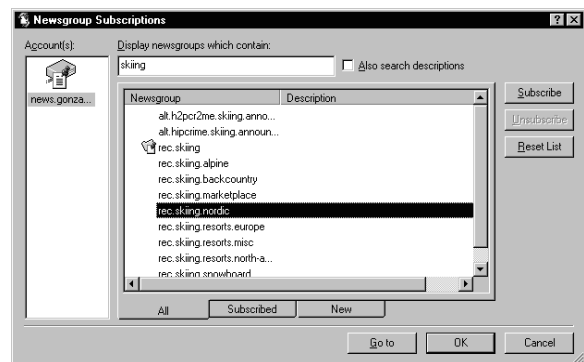 Newsgroup Subscriptions
Account(s):
Display newsgroups which contain:
skiing
Also search descriptions
news.gonza...
Newsgroup Description
Subscribe
Unsubscribe
Reset List
alt.h2pcr2me.skiing.anno...
alt.hipcrime.skiing.announ...
rec.skiing
rec.skiing.alpine
rec.skiing.backcountry
rec.skiing.marketplace
rec.skiing.nordic
rec.skiing.resorts.europe
rec.skiing.resorts.misc
rec.skiing.resorts.north-a...
rec.skiing.snowboard
All Subscribed New
Go to OK Cancel